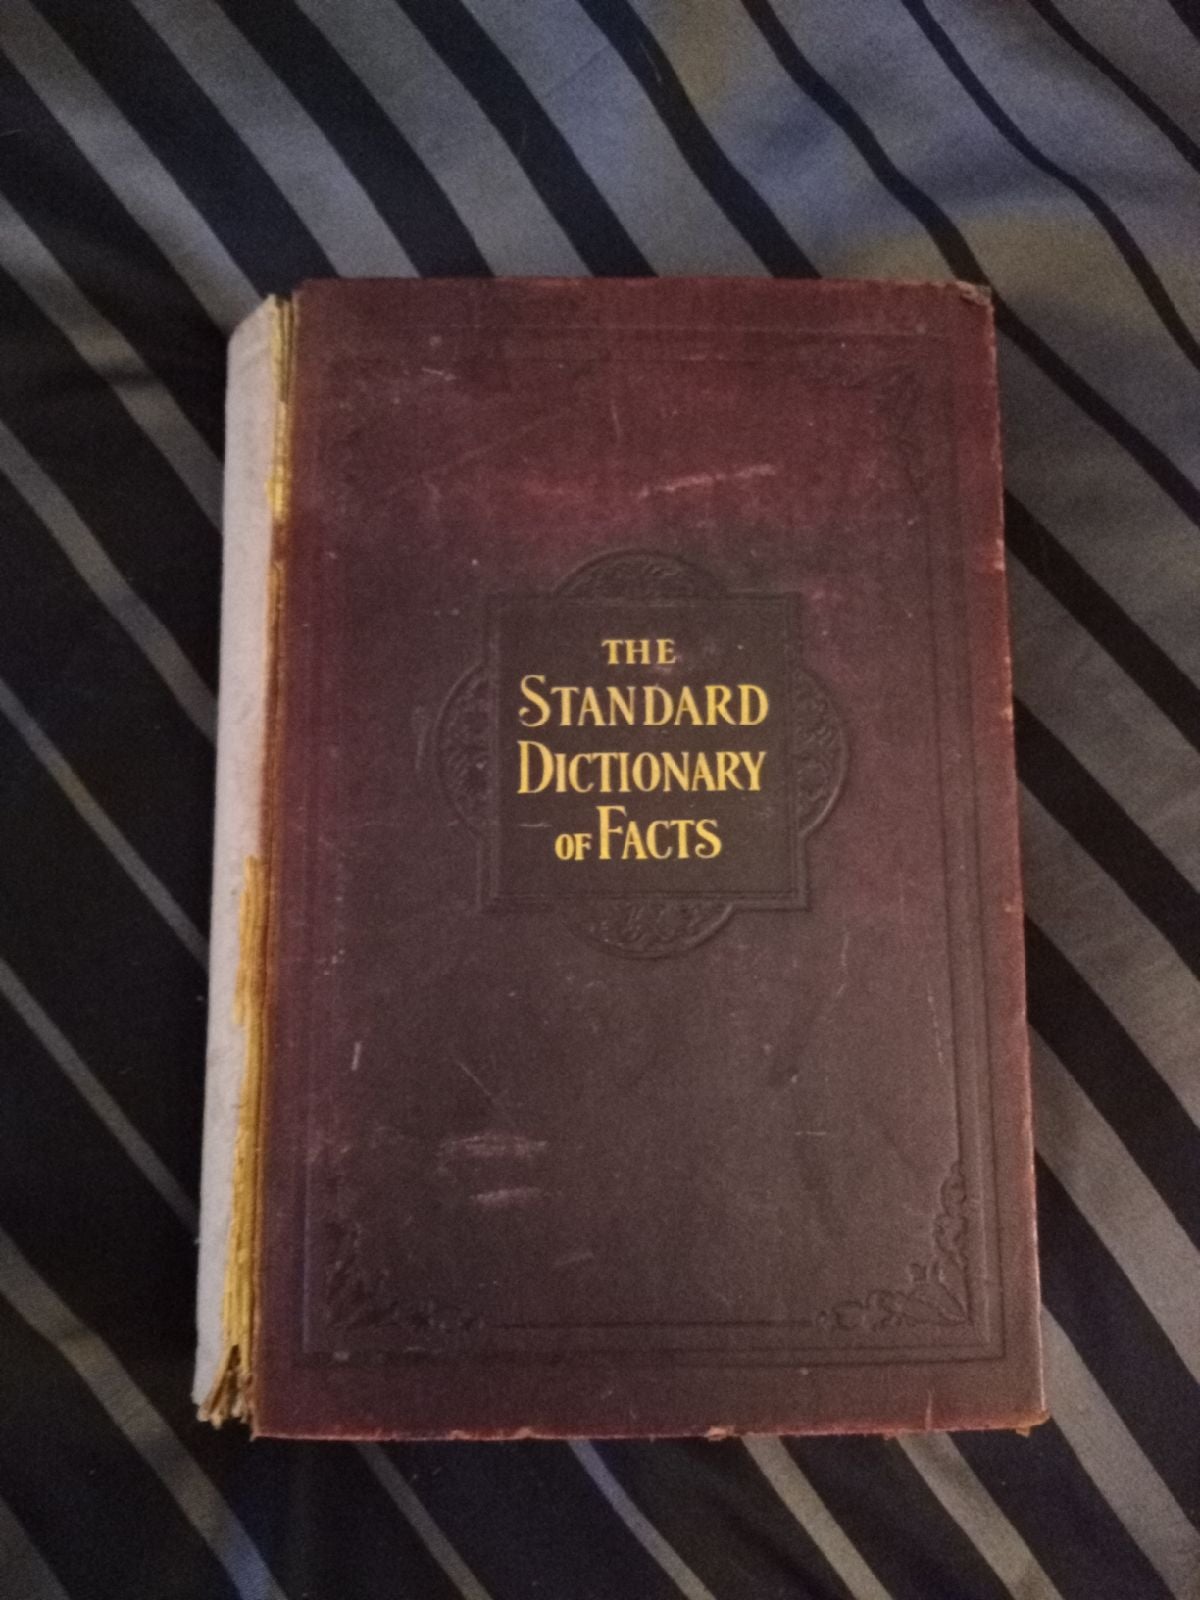 THE
STANDARD
DICTIONARY
OF FACTS